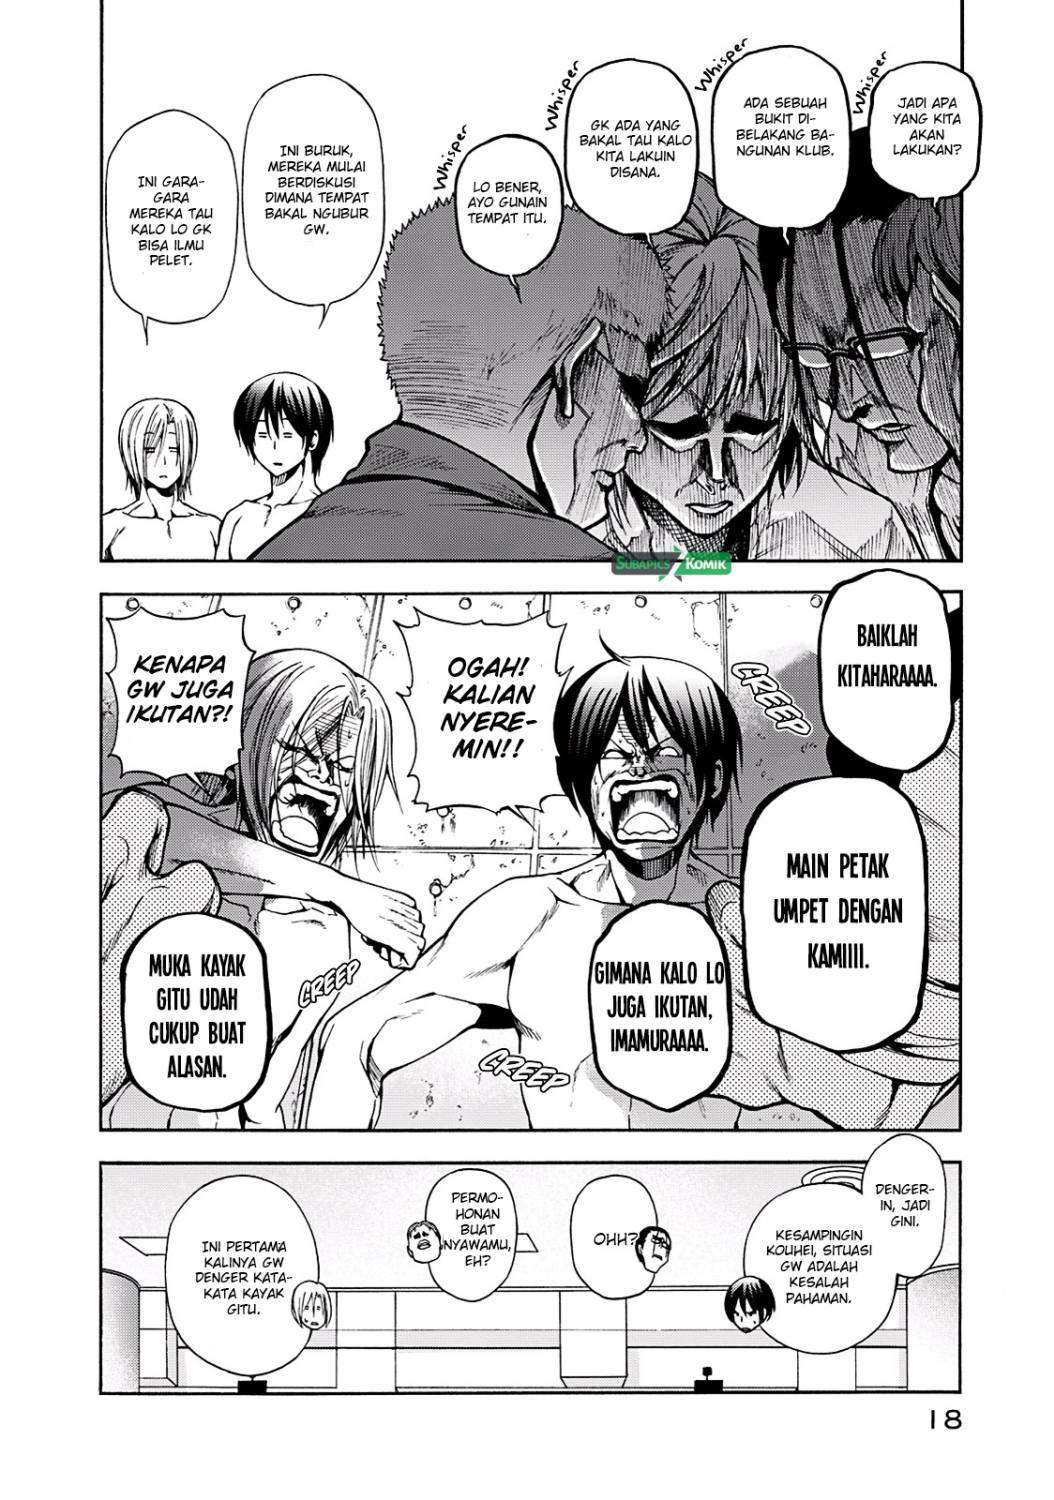 JADI APA
YANG KITA
AKAN
LAKUKAN?
Whisper
ADA SEBUAH
BUKIT DI-
BELAKANG BA-
NGUNAN KLUB.
Whisper
GK ADA YANG
BAKAL TAU KALO
KITA LAKUIN
DISANA.
Whisper
LO BENER,
AYO GUNAIN
TEMPAT ITU.
Whisper
INI BURUK,
MEREKA MULAI
BERDISKUSI
DIMANA TEMPAT
BAKAL NGUBUR
GW.
INI GARA-
GARA
MEREKA TAU
KALO LO GK
BISA ILMU
PELET.
SUBAPICS KOMIK
BAIKLAH
KITAHARAAAA.
CREEP
MAIN PETAK
UMPET DENGAN
KAMIIII.
OGAH!
KALIAN
NYERE-
MIN!!
KENAPA
GW JUGA
IKUTAN?!
GIMANA KALO LO
JUGA IKUTAN,
IMAMURAAAA.
CREEP
CREEP
MUKA KAYAK
GITU UDAH
CUKUP BUAT
ALASAN.
DENGER-
IN, JADI
GINI.
KESAMPINGIN
KOUHEI, SITUASI
GW ADALAH
KESALAH
PAHAMAN.
OHH?
PERMO-
HONAN
BUAT
NYAWAMU,
EH?
INI PERTAMA
KALINYA GW
DENGER KATA-
KATA KAYAK
GITU.
18